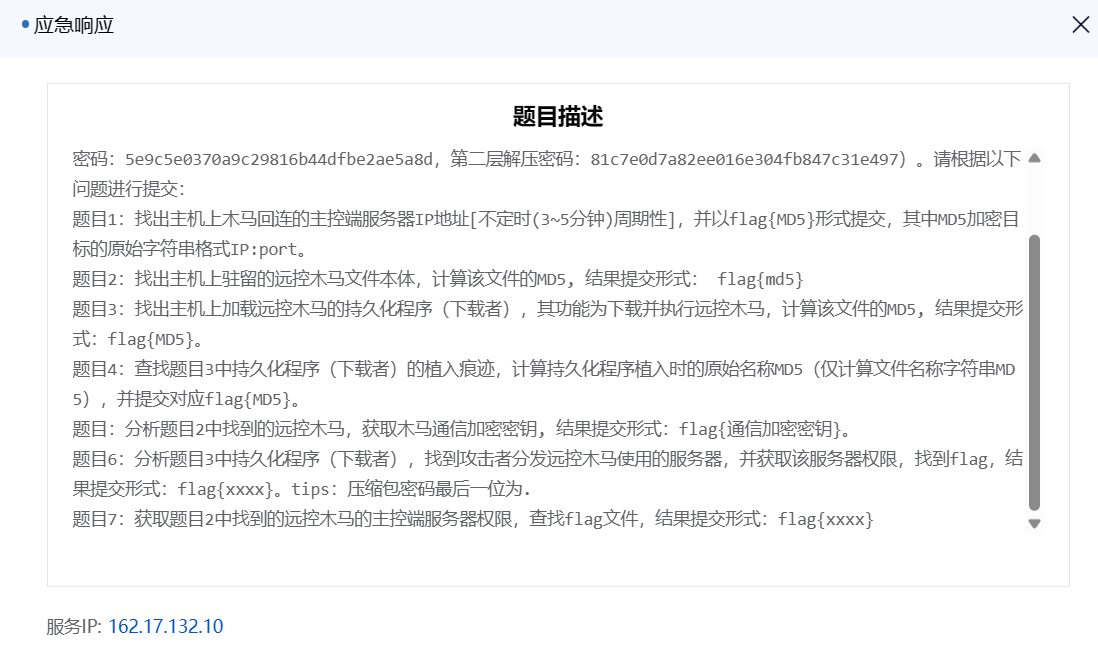 应急响应
题目描述
密码：5e9c5e0370a9c29816b44dfbe2ae5a8d，第二层解压密码：81c7e0d7a82ee016e304fb847c31e497）。请根据以下
问题进行提交：
题目1：找出主机上木马回连的主控端服务器IP地址[不定时(3~5分钟)周期性]，并以flag{MD5}形式提交，其中MD5加密目
标的原始字符串格式IP:port。
题目2：找出主机上驻留的远控木马文件本体，计算该文件的MD5，结果提交形式： flag{md5}
题目3：找出主机上加载远控木马的持久化程序（下载者），其功能为下载并执行远控木马，计算该文件的MD5，结果提交形
式：flag{MD5}。
题目4：查找题目3中持久化程序（下载者）的植入痕迹，计算持久化程序植入时的原始名称MD5（仅计算文件名称字符串MD
5），并提交对应flag{MD5}。
题目：分析题目2中找到的远控木马，获取木马通信加密密钥，结果提交形式：flag{通信加密密钥}。
题目6：分析题目3中持久化程序（下载者），找到攻击者分发远控木马使用的服务器，并获取该服务器权限，找到flag，结
果提交形式：flag{xxxx}。tips：压缩包密码最后一位为.
题目7：获取题目2中找到的远控木马的主控端服务器权限，查找flag文件，结果提交形式：flag{xxxx}
服务IP: 162.17.132.10